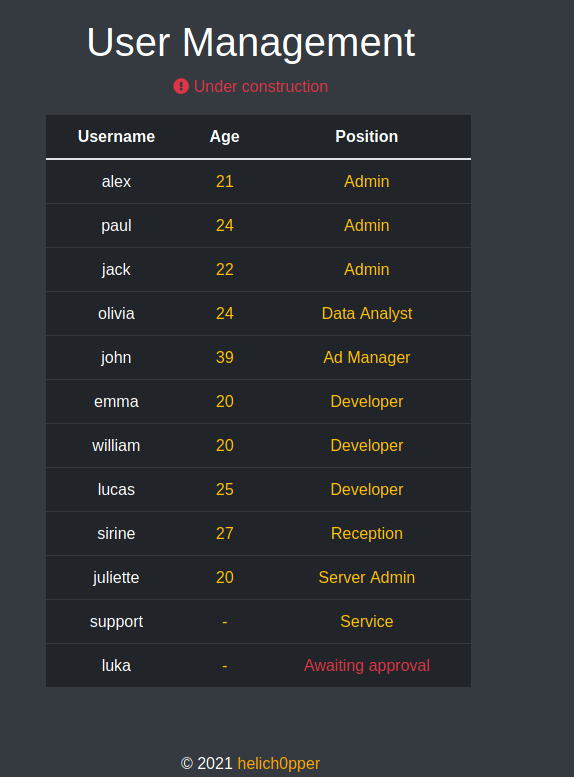 User Management
Under construction
Username Age Position
alex 21 Admin
paul 24 Admin
jack 22 Admin
olivia 24 Data Analyst
john 39 Ad Manager
emma 20 Developer
william 20 Developer
lucas 25 Developer
sirine 27 Reception
juliette 20 Server Admin
support - Service
luka - Awaiting approval
© 2021 helich0pper